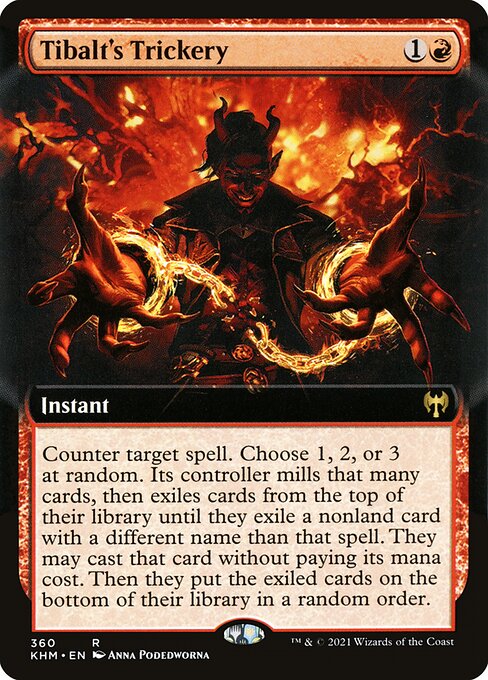 Tibalt's Trickery 1
Instant
Counter target spell. Choose 1, 2, or 3
at random. Its controller mills that many
cards, then exiles cards from the top of
their library until they exile a nonland card
with a different name than that spell. They
may cast that card without paying its mana
cost. Then they put the exiled cards on the
bottom of their library in a random order.
360 R
KHM • EN Anna Podedworna
™ & © 2021 Wizards of the Coast